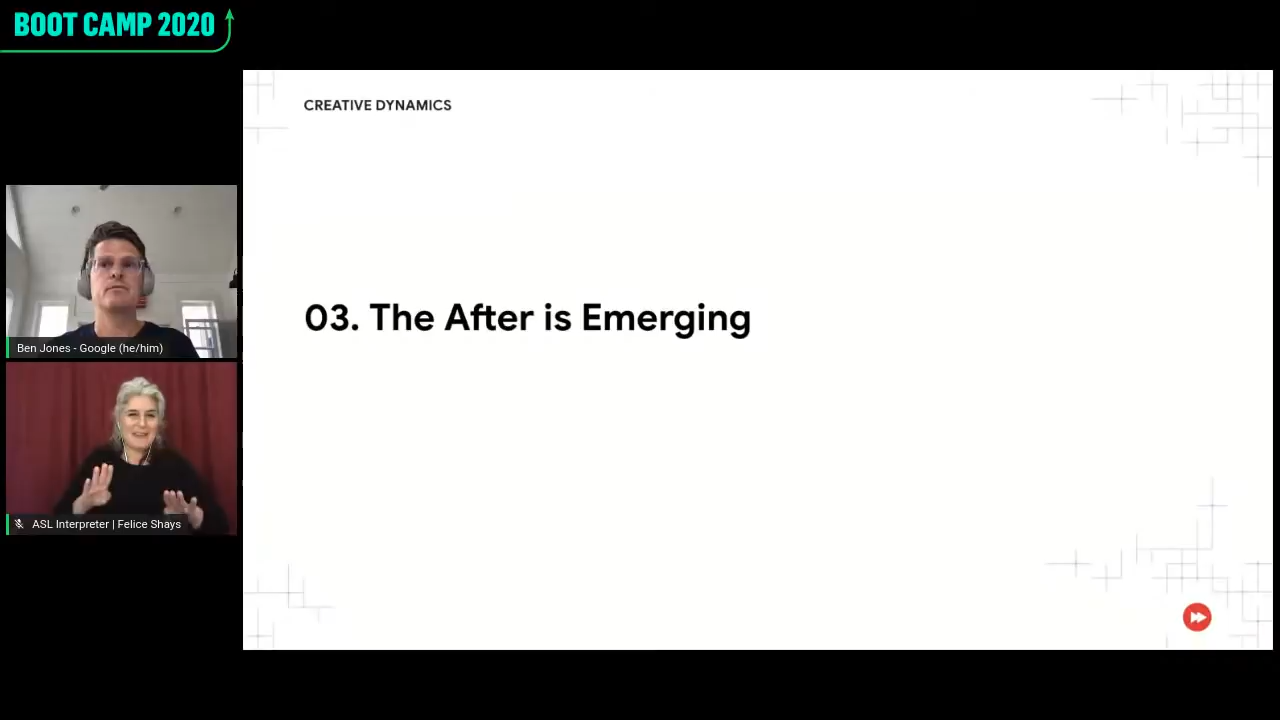 BOOT CAMP 2020
CREATIVE DYNAMICS
03. The After is Emerging
Ben Jones - Google (he/him)
ASL Interpreter | Felice Shays